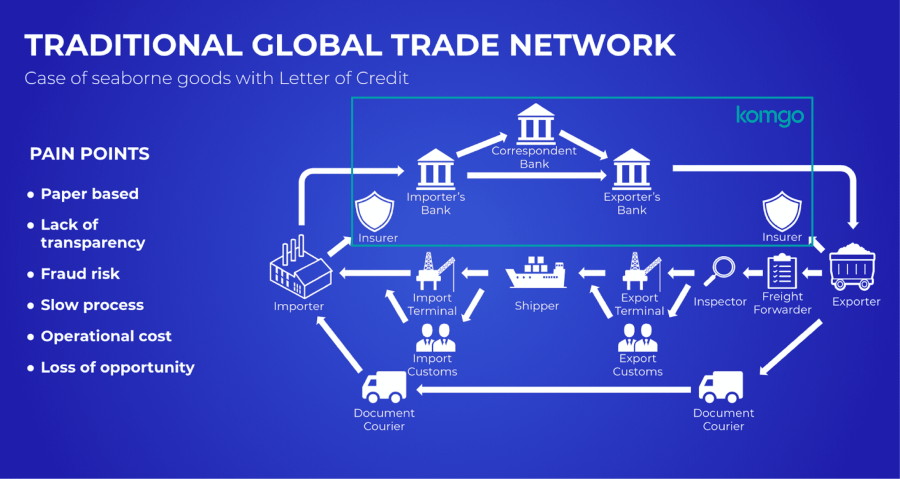 TRADITIONAL GLOBAL TRADE NETWORK
Case of seaborne goods with Letter of Credit
komgo
PAIN POINTS
• Paper based
• Lack of
transparency
• Fraud risk
• Slow process
• Operational cost
• Loss of opportunity
Correspondent
Bank
Importer's
Bank
Exporter's
Bank
Insurer
Insurer
Importer
Import
Terminal
Shipper
Export
Terminal
Inspector
Freight
Forwarder
Exporter
Import
Customs
Export
Customs
Document
Courier
Document
Courier